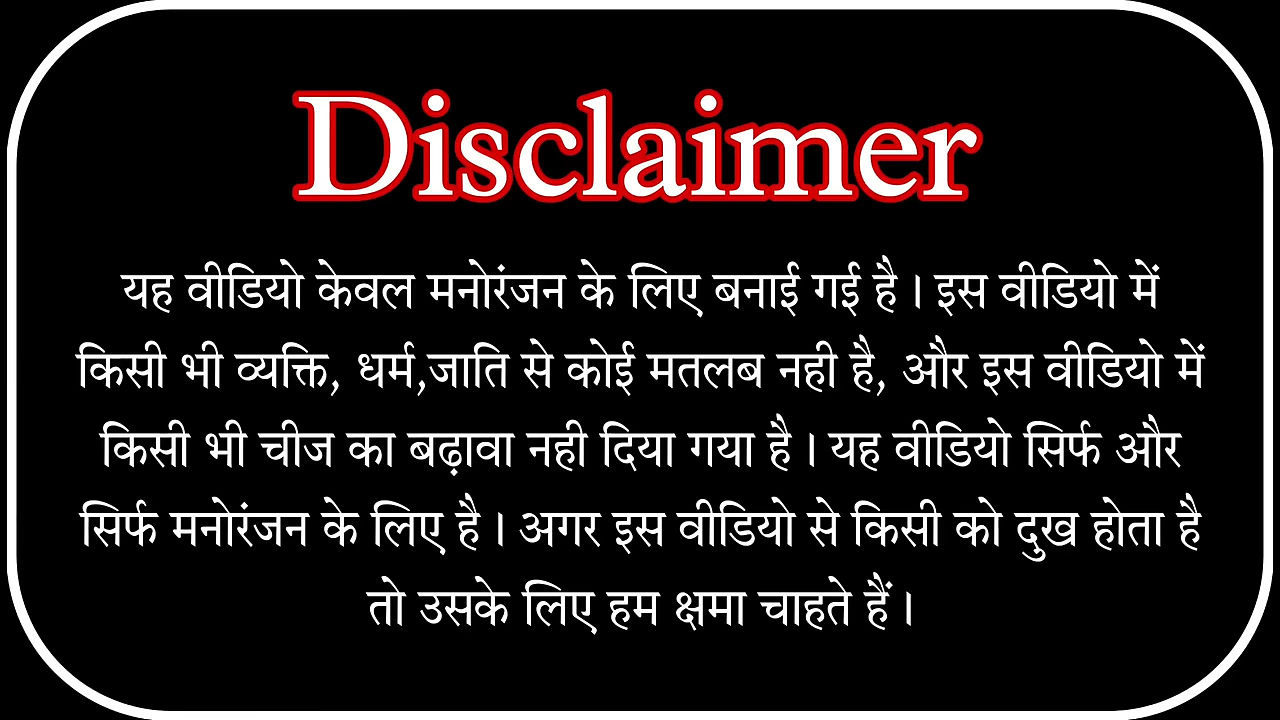 Disclaimer
यह वीडियो केवल मनोरंजन के लिए बनाई गई है। इस वीडियो में
किसी भी व्यक्ति, धर्म,जाति से कोई मतलब नही है, और इस वीडियो में
किसी भी चीज का बढ़ावा नही दिया गया है। यह वीडियो सिर्फ और
सिर्फ मनोरंजन के लिए है। अगर इस वीडियो से किसी को दुख होता है
तो उसके लिए हम क्षमा चाहते हैं।